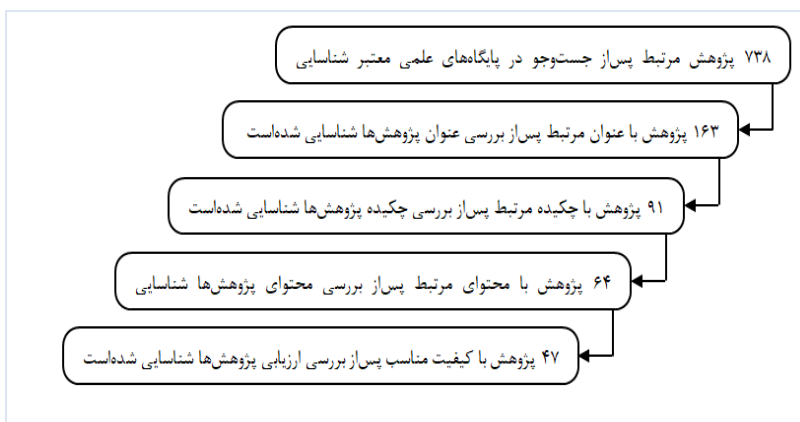 ۷۳۸ پژوهش مرتبط پس‌از جست‌وجو در پایگاه‌های علمی معتبر شناسایی
۱۶۳ پژوهش با عنوان مرتبط پس‌از بررسی عنوان پژوهش‌ها شناسایی شده‌است
۹۱ پژوهش با چکیده مرتبط پس‌از بررسی چکیده پژوهش‌ها شناسایی شده‌است
۶۴ پژوهش با محتوای مرتبط پس‌از بررسی محتوای پژوهش‌ها شناسایی
۴۷ پژوهش با کیفیت مناسب پس‌از بررسی ارزیابی پژوهش‌ها شناسایی شده‌است